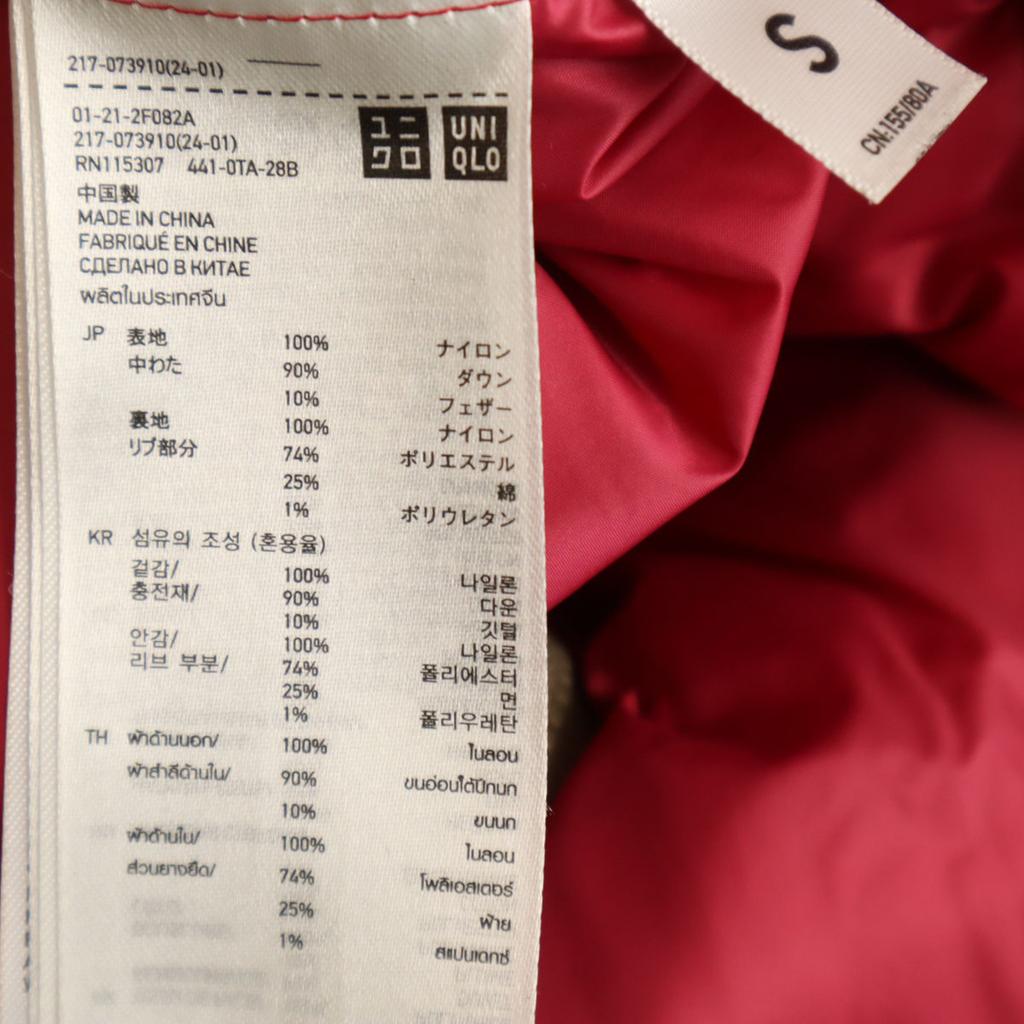 217-073910(24-01)
01-21-2F082A
217-073910(24-01)
RN115307 441-0TA-28B
ユニ
クロ
UNI
QLO
中国製
MADE IN CHINA
FABRIQUÉ EN CHINE
СДЕЛАНО В КИТАЕ
ผลิตในประเทศจีน
JP 表地 100% ナイロン
中わた 90% ダウン
10% フェザー
裏地 100% ナイロン
リブ部分 74% ポリエステル
25% 綿
1% ポリウレタン
KR 섬유의 조성 (혼용율)
겉감/ 100% 나일론
충전재/ 90% 다운
10% 깃털
안감/ 100% 나일론
리브 부분/ 74% 폴리에스터
25% 면
1% 폴리우레탄
TH ผ้าด้านนอก/ 100% ไนลอน
ผ้าสำลีด้านใน/ 90% ขนอ่อนใต้ปีกนก
10% ขนนก
ผ้าด้านใน/ 100% ไนลอน
ส่วนยางยืด/ 74% โพลิเอสเตอร์
25% ฝ้าย
1% สแปนเดกซ์
S
CN:155/80A